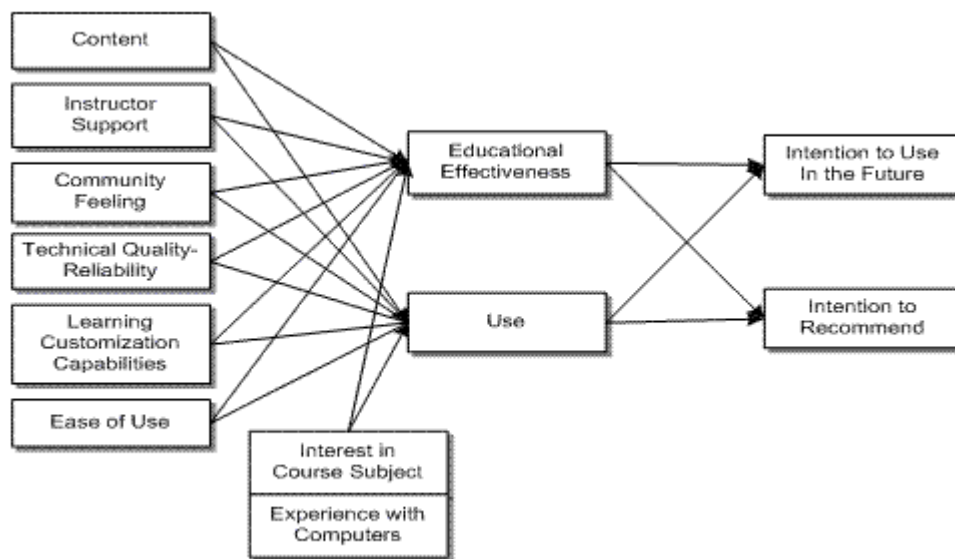 Content
Instructor
Support
Community
Feeling
Technical Quality-
Reliability
Learning
Customization
Capabilities
Ease of Use
Interest in
Course Subject
Experience with
Computers
Educational
Effectiveness
Use
Intention to Use
In the Future
Intention to
Recommend